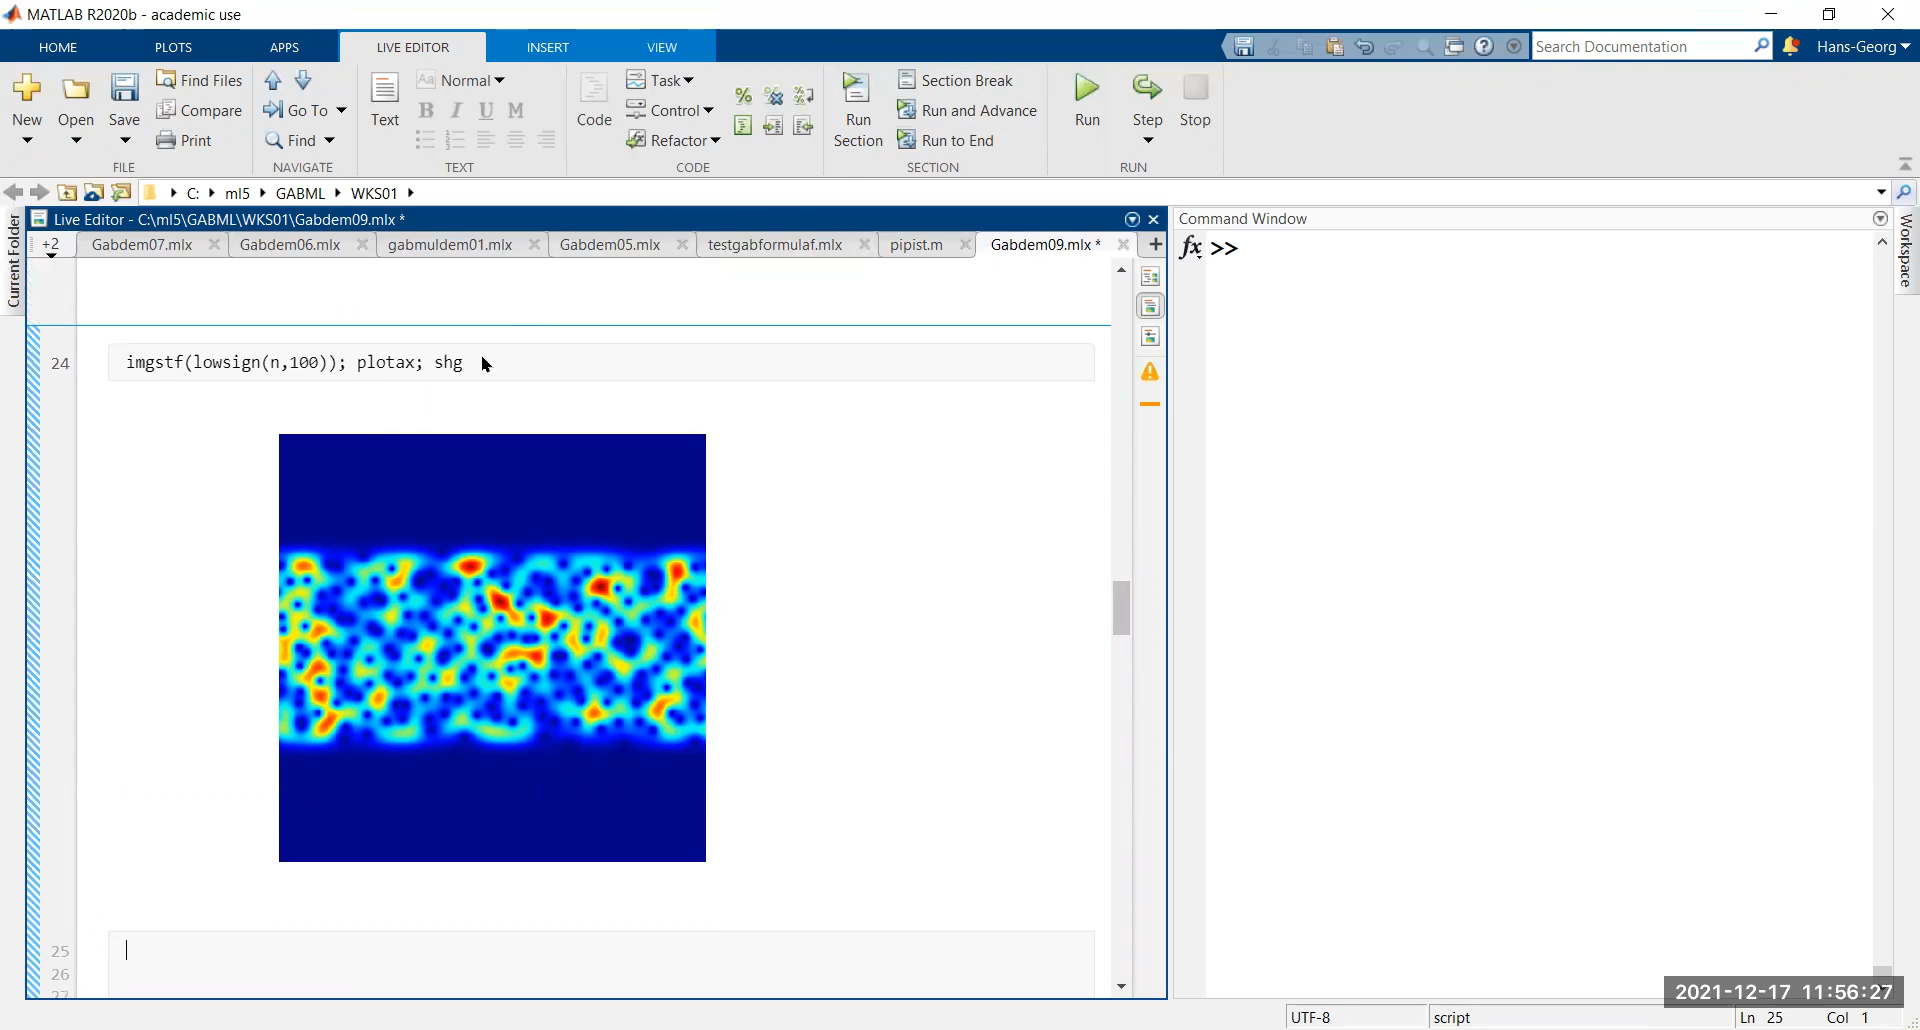 MATLAB R2020b - academic use
HOME PLOTS APPS LIVE EDITOR INSERT VIEW
Search Documentation Hans-Georg
New Open Save Find Files Compare Print
Go To Find
Text Aa Normal B I U M
Code Task Control Refactor
Run Section Section Break Run and Advance Run to End
Run Step Stop
FILE NAVIGATE TEXT CODE SECTION RUN
C: ml5 GABML WKS01
Live Editor - C:\ml5\GABML\WKS01\Gabdem09.mlx *
Command Window
+2 Gabdem07.mlx Gabdem06.mlx gabmuldem01.mlx Gabdem05.mlx testgabformulaf.mlx pipist.m Gabdem09.mlx * +
Current Folder
Workspace
fx >>
24 imgstf(lowsign(n,100)); plotax; shg
25
26
27
2021-12-17 11:56:27
UTF-8 script Ln 25 Col 1